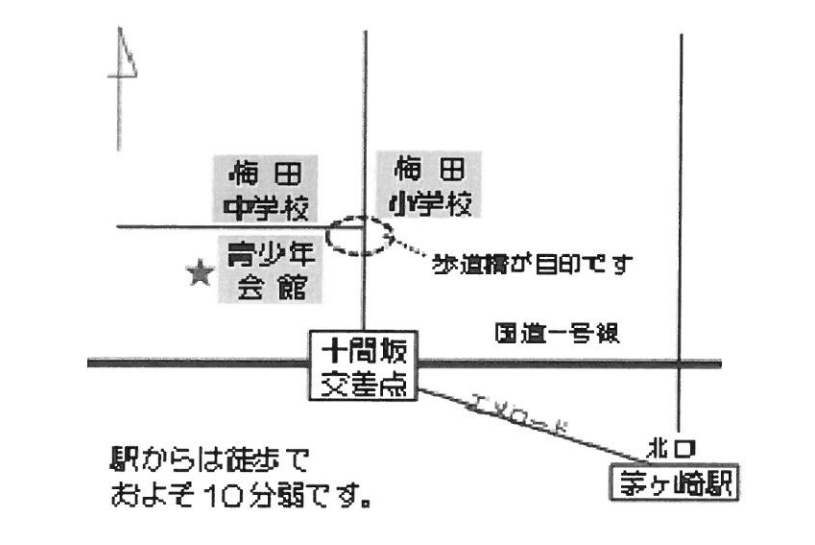 梅田
中学校
梅田
小学校
青少年
会館
歩道橋が目印です
国道一号線
十間坂
交差点
エメロード
北口
茅ヶ崎駅
駅からは徒歩で
およそ10分弱です。